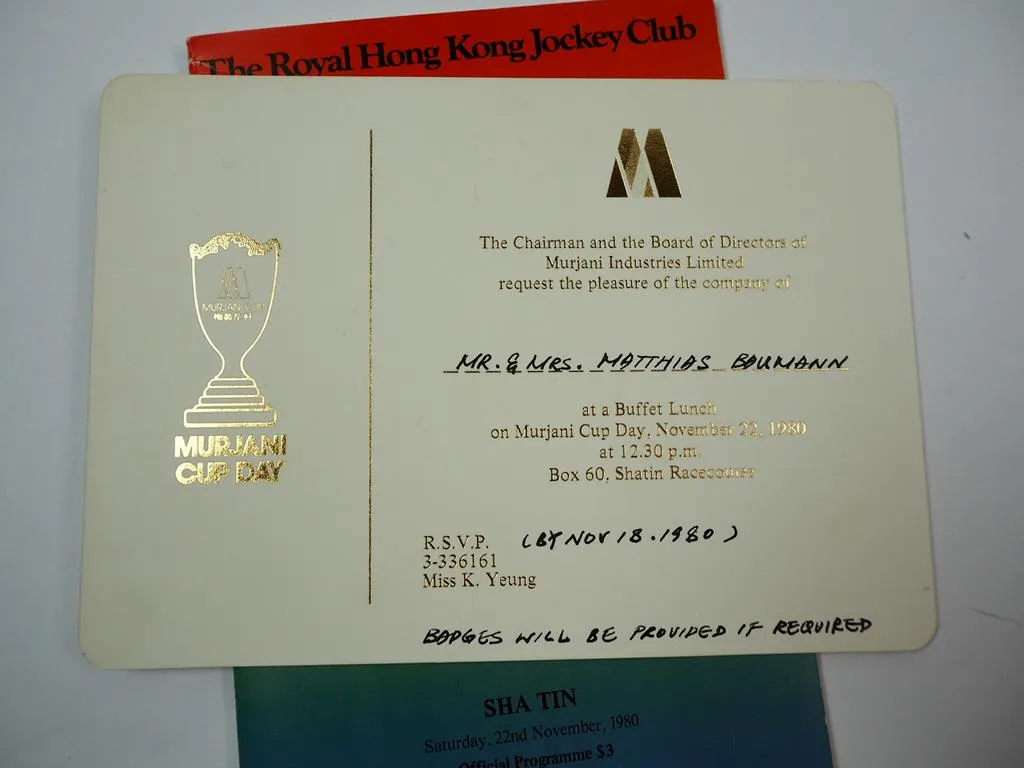 The Royal Hong Kong Jockey Club
The Chairman and the Board of Directors of
Murjani Industries Limited
request the pleasure of the company of
MR. & MRS. MATTHIAS BAUMANN
at a Buffet Lunch
on Murjani Cup Day, November 22, 1980
at 12.30 p.m.
Box 60, Shatin Racecourse
R.S.V.P. (BY NOV 18.1980)
3-336161
Miss K. Yeung
BADGES WILL BE PROVIDED IF REQUIRED
MURJANI CUP
MURJANI
CUP DAY
SHA TIN
Saturday, 22nd November, 1980
Official Programme $3